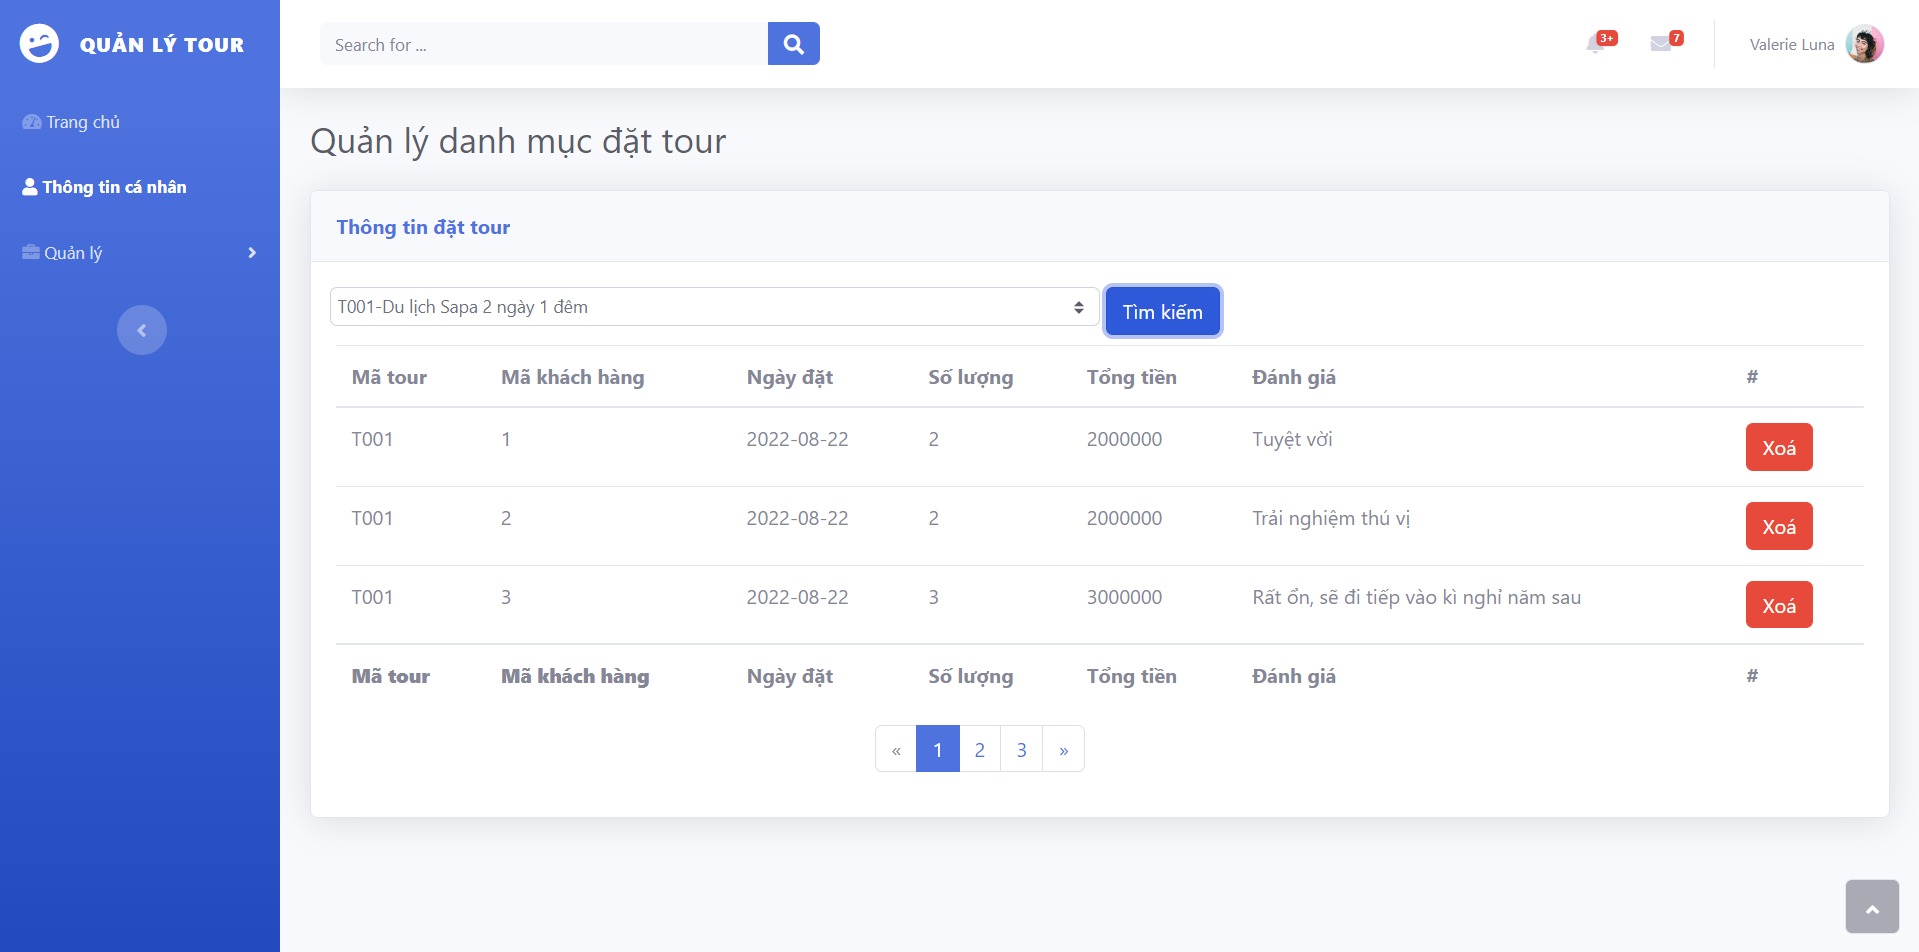 QUẢN LÝ TOUR
Search for ...
3+
7
Valerie Luna
Trang chủ
Thông tin cá nhân
Quản lý
Quản lý danh mục đặt tour
Thông tin đặt tour
T001-Du lịch Sapa 2 ngày 1 đêm
Tìm kiếm
Mã tour Mã khách hàng Ngày đặt Số lượng Tổng tiền Đánh giá #
T001 1 2022-08-22 2 2000000 Tuyệt vời Xoá
T001 2 2022-08-22 2 2000000 Trải nghiệm thú vị Xoá
T001 3 2022-08-22 3 3000000 Rất ổn, sẽ đi tiếp vào kì nghỉ năm sau Xoá
Mã tour Mã khách hàng Ngày đặt Số lượng Tổng tiền Đánh giá #
« 1 2 3 »